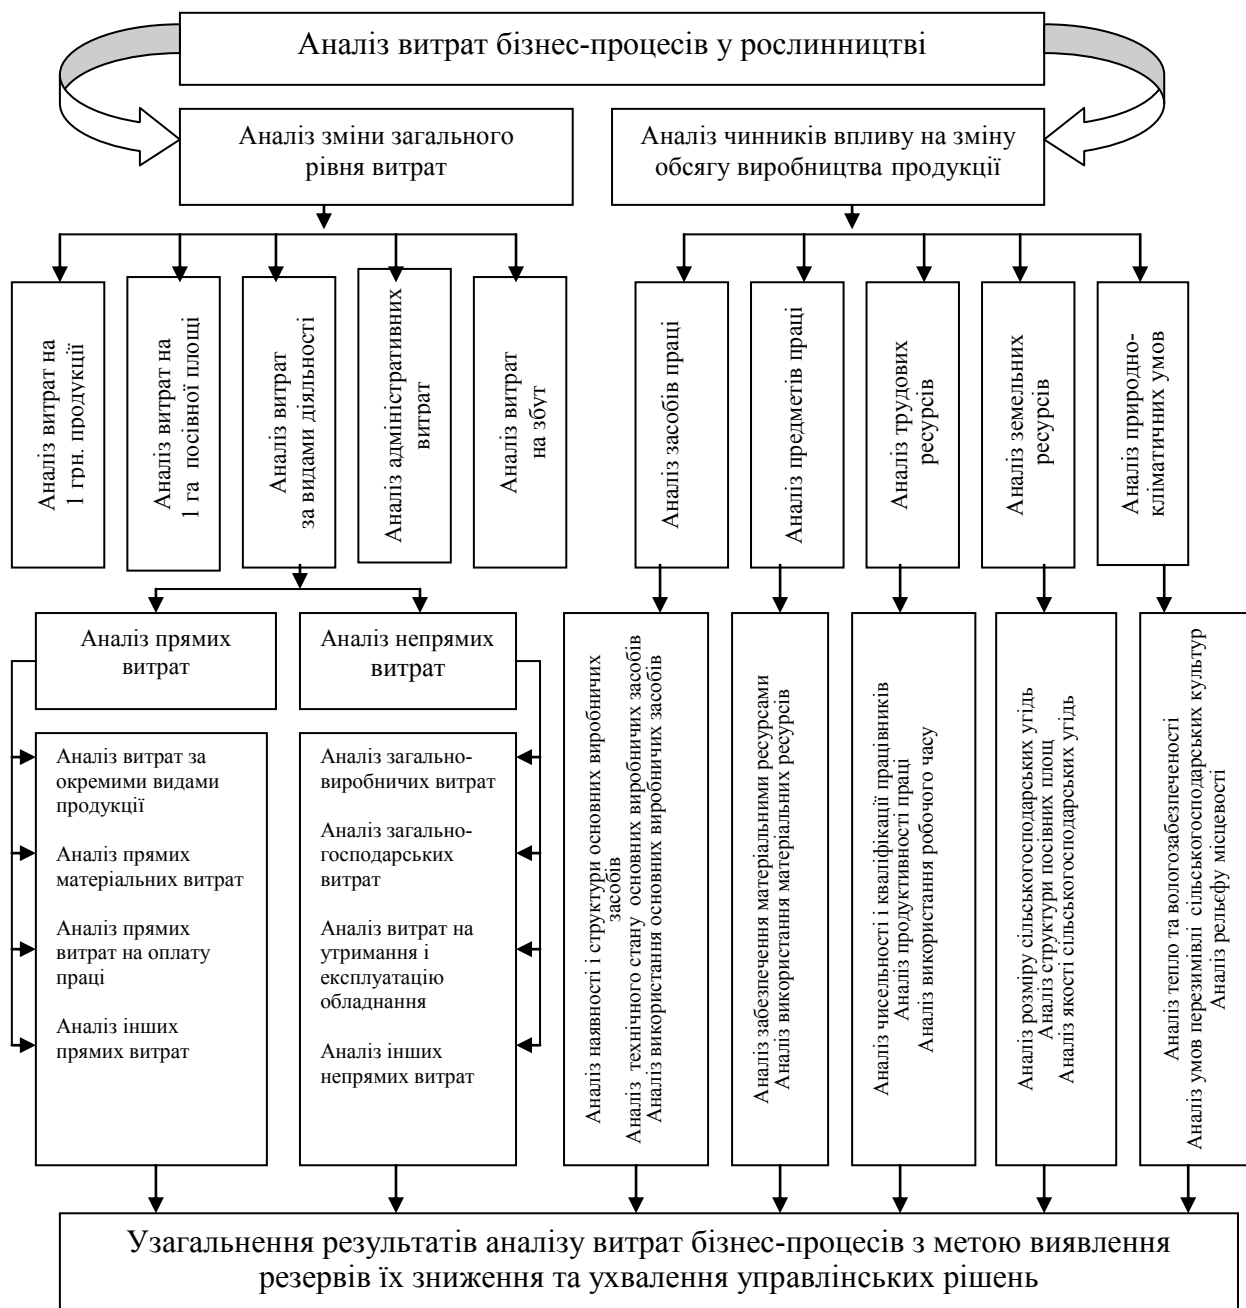 Аналіз витрат бізнес-процесів у рослинництві
Аналіз зміни загального
рівня витрат
Аналіз чинників впливу на зміну
обсягу виробництва продукції
Аналіз витрат на
1 грн. продукції
Аналіз витрат на
1 га посівної площі
Аналіз витрат
за видами діяльності
Аналіз адміністративних
витрат
Аналіз витрат
на збут
Аналіз засобів праці
Аналіз предметів праці
Аналіз трудових
ресурсів
Аналіз земельних
ресурсів
Аналіз природно-
кліматичних умов
Аналіз прямих
витрат
Аналіз непрямих
витрат
Аналіз витрат за
окремими видами
продукції
Аналіз прямих
матеріальних витрат
Аналіз прямих
витрат на оплату
праці
Аналіз інших
прямих витрат
Аналіз загально-
виробничих витрат
Аналіз загально-
господарських
витрат
Аналіз витрат на
утримання і
експлуатацію
обладнання
Аналіз інших
непрямих витрат
Аналіз наявності і структури основних виробничих
засобів
Аналіз технічного стану основних виробничих засобів
Аналіз використання основних виробничих засобів
Аналіз забезпечення матеріальними ресурсами
Аналіз використання матеріальних ресурсів
Аналіз чисельності і кваліфікації працівників
Аналіз продуктивності праці
Аналіз використання робочого часу
Аналіз розміру сільськогосподарських угідь
Аналіз структури посівних площ
Аналіз якості сільськогосподарських угідь
Аналіз тепло та вологозабезпеченості
Аналіз умов перезимівлі сільськогосподарських культур
Аналіз рельєфу місцевості
Узагальнення результатів аналізу витрат бізнес-процесів з метою виявлення
резервів їх зниження та ухвалення управлінських рішень